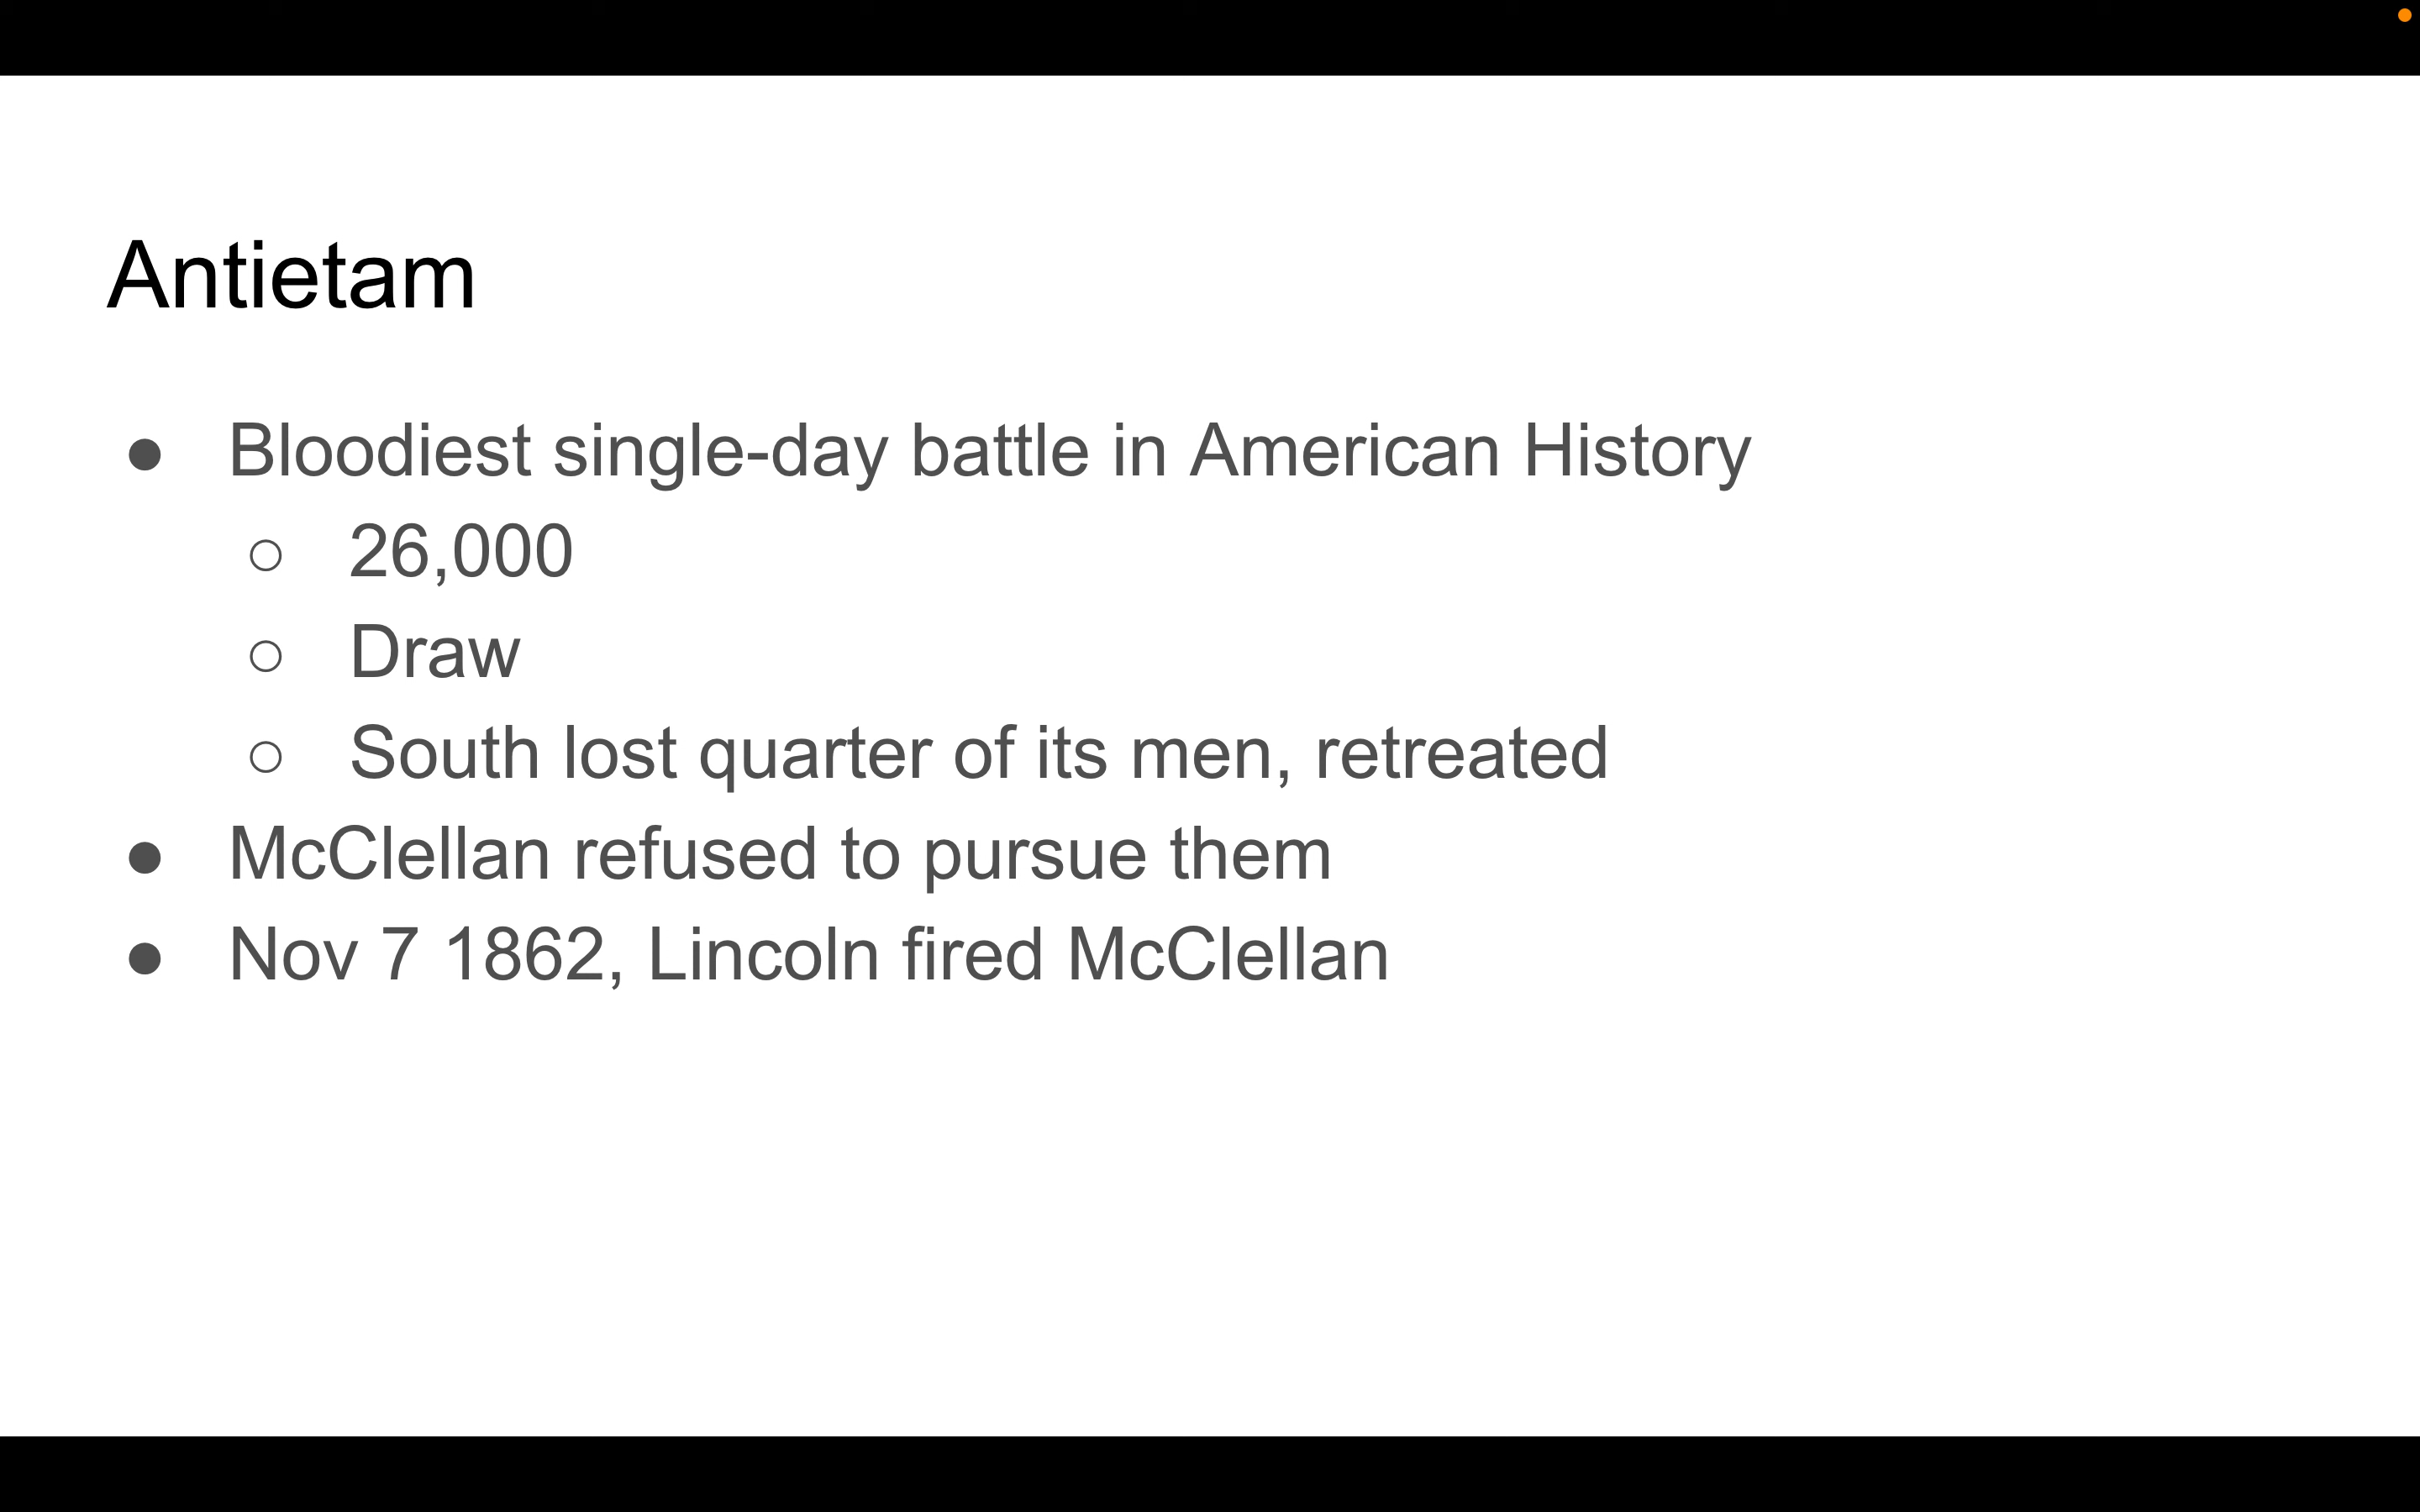 Antietam
Bloodiest single-day battle in American History
26,000
Draw
South lost quarter of its men, retreated
McClellan refused to pursue them
Nov 7 1862, Lincoln fired McClellan